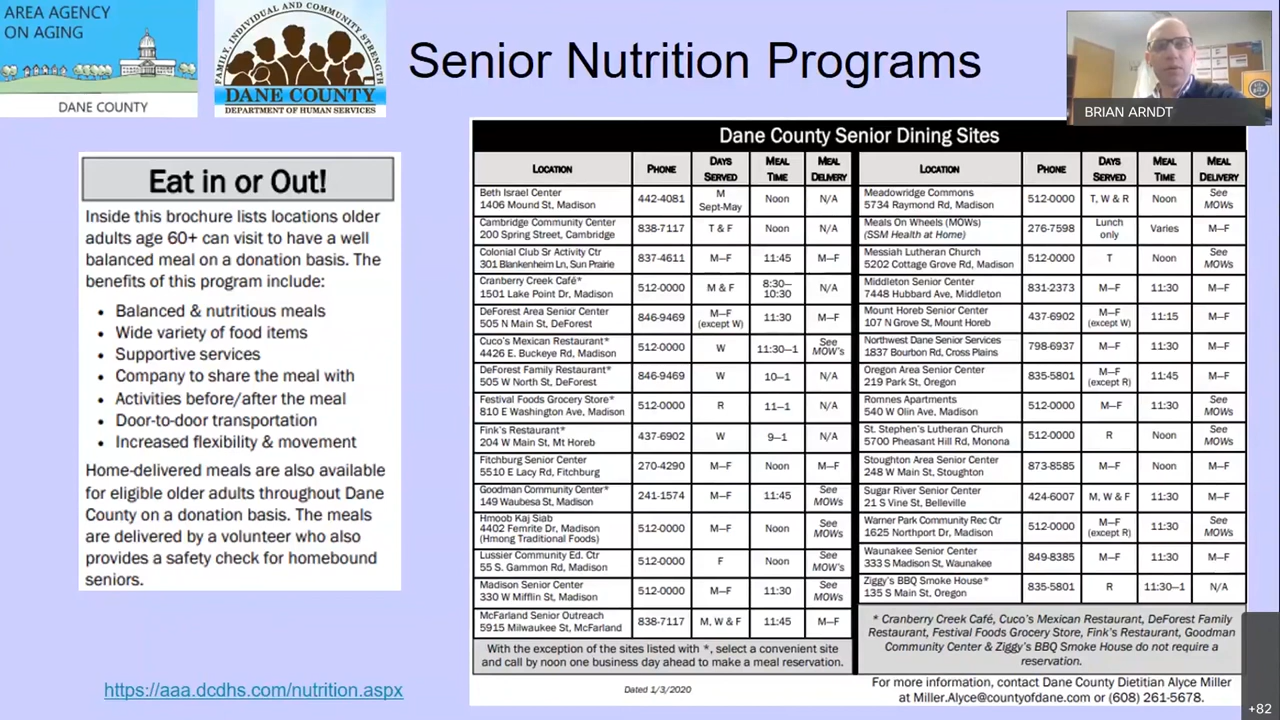 AREA AGENCY
ON AGING
DANE COUNTY
FAMILY, INDIVIDUAL AND COMMUNITY STRENGTH
DANE COUNTY
DEPARTMENT OF HUMAN SERVICES
Senior Nutrition Programs
BRIAN ARNDT
Eat in or Out!
Inside this brochure lists locations older
adults age 60+ can visit to have a well
balanced meal on a donation basis. The
benefits of this program include:
• Balanced & nutritious meals
• Wide variety of food items
• Supportive services
• Company to share the meal with
• Activities before/after the meal
• Door-to-door transportation
• Increased flexibility & movement
Home-delivered meals are also available
for eligible older adults throughout Dane
County on a donation basis. The meals
are delivered by a volunteer who also
provides a safety check for homebound
seniors.
https://aaa.dcdhs.com/nutrition.aspx
Dane County Senior Dining Sites
LOCATION PHONE DAYS SERVED MEAL TIME MEAL DELIVERY
Beth Israel Center
1406 Mound St, Madison 442-4081 M Sept-May Noon N/A
Cambridge Community Center
200 Spring Street, Cambridge 838-7117 T & F Noon N/A
Colonial Club Sr Activity Ctr
301 Blankenheim Ln, Sun Prairie 837-4611 M–F 11:45 M–F
Cranberry Creek Café*
1501 Lake Point Dr, Madison 512-0000 M & F 8:30–10:30 N/A
DeForest Area Senior Center
505 N Main St, DeForest 846-9469 M–F (except W) 11:30 M–F
Cuco's Mexican Restaurant*
4426 E. Buckeye Rd, Madison 512-0000 W 11:30–1 See MOW's
DeForest Family Restaurant*
505 W North St, DeForest 846-9469 W 10–1 N/A
Festival Foods Grocery Store*
810 E Washington Ave, Madison 512-0000 R 11–1 N/A
Fink's Restaurant*
204 W Main St, Mt Horeb 437-6902 W 9–1 N/A
Fitchburg Senior Center
5510 E Lacy Rd, Fitchburg 270-4290 M–F Noon M–F
Goodman Community Center*
149 Waubesa St, Madison 241-1574 M–F 11:45 See MOWs
Hmoob Kaj Siab
4402 Femrite Dr, Madison
(Hmong Traditional Foods) 512-0000 M–F Noon See MOWs
Lussier Community Ed. Ctr
55 S. Gammon Rd, Madison 512-0000 F Noon See MOW's
Madison Senior Center
330 W Mifflin St, Madison 512-0000 M–F 11:30 See MOWs
McFarland Senior Outreach
5915 Milwaukee St, McFarland 838-7117 M, W & F 11:45 M–F
With the exception of the sites listed with *, select a convenient site
and call by noon one business day ahead to make a meal reservation.
LOCATION PHONE DAYS SERVED MEAL TIME MEAL DELIVERY
Meadowridge Commons
5734 Raymond Rd, Madison 512-0000 T, W & R Noon See MOWs
Meals On Wheels (MOWs)
(SSM Health at Home) 276-7598 Lunch only Varies M–F
Messiah Lutheran Church
5202 Cottage Grove Rd, Madison 512-0000 T Noon See MOWs
Middleton Senior Center
7448 Hubbard Ave, Middleton 831-2373 M–F 11:30 M–F
Mount Horeb Senior Center
107 N Grove St, Mount Horeb 437-6902 M–F (except W) 11:15 M–F
Northwest Dane Senior Services
1837 Bourbon Rd, Cross Plains 798-6937 M–F 11:30 M–F
Oregon Area Senior Center
219 Park St, Oregon 835-5801 M–F (except R) 11:45 M–F
Romnes Apartments
540 W Olin Ave, Madison 512-0000 M–F 11:30 See MOWs
St. Stephen's Lutheran Church
5700 Pheasant Hill Rd, Monona 512-0000 R Noon See MOWs
Stoughton Area Senior Center
248 W Main St, Stoughton 873-8585 M–F Noon M–F
Sugar River Senior Center
21 S Vine St, Belleville 424-6007 M, W & F 11:30 M–F
Warner Park Community Rec Ctr
1625 Northport Dr, Madison 512-0000 M–F (except R) 11:30 See MOWs
Waunakee Senior Center
333 S Madison St, Waunakee 849-8385 M–F 11:30 M–F
Ziggy's BBQ Smoke House*
135 S Main St, Oregon 835-5801 R 11:30–1 N/A
* Cranberry Creek Café, Cuco's Mexican Restaurant, DeForest Family
Restaurant, Festival Foods Grocery Store, Fink's Restaurant, Goodman
Community Center & Ziggy's BBQ Smoke House do not require a
reservation.
Dated 1/3/2020
For more information, contact Dane County Dietitian Alyce Miller
at Miller.Alyce@countyofdane.com or (608) 261-5678.
+82